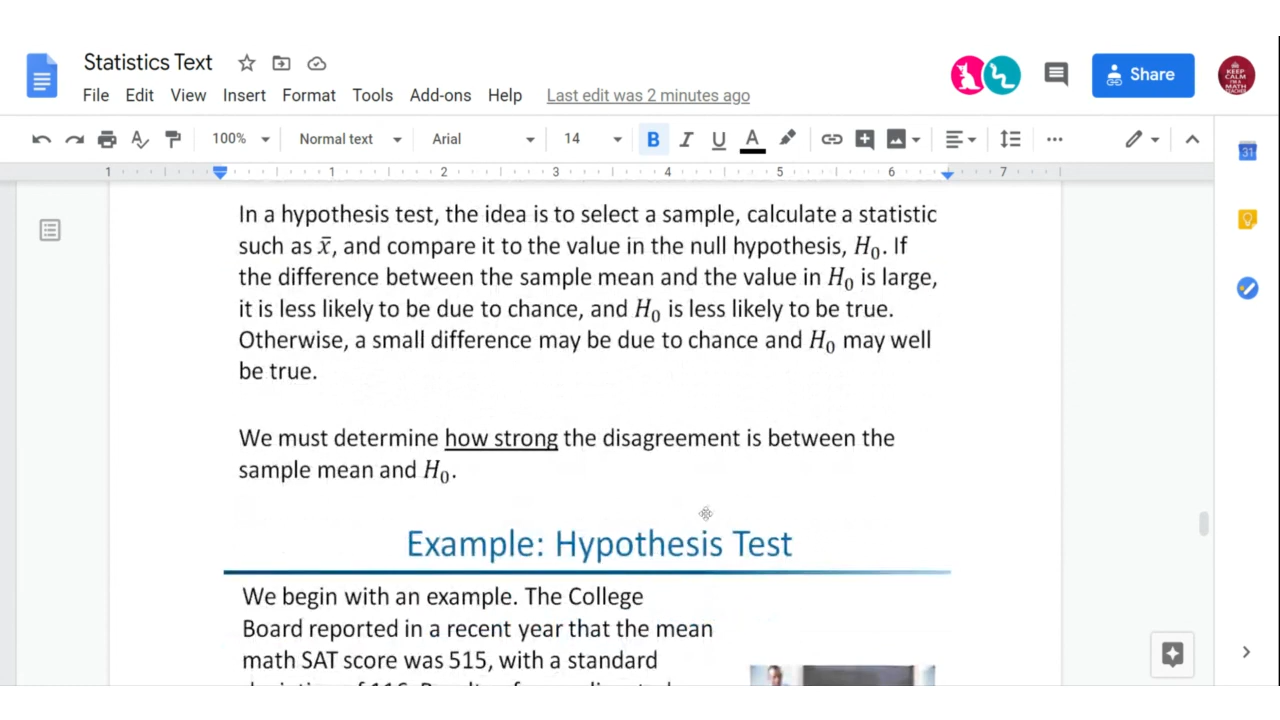 Statistics Text
File Edit View Insert Format Tools Add-ons Help Last edit was 2 minutes ago
Share
KEEP CALM I'M A MATH TEACHER
100% Normal text Arial 14 B I U A
31
1 1 2 3 4 5 6 7
In a hypothesis test, the idea is to select a sample, calculate a statistic
such as x̄, and compare it to the value in the null hypothesis, H₀. If
the difference between the sample mean and the value in H₀ is large,
it is less likely to be due to chance, and H₀ is less likely to be true.
Otherwise, a small difference may be due to chance and H₀ may well
be true.
We must determine how strong the disagreement is between the
sample mean and H₀.
Example: Hypothesis Test
We begin with an example. The College
Board reported in a recent year that the mean
math SAT score was 515, with a standard